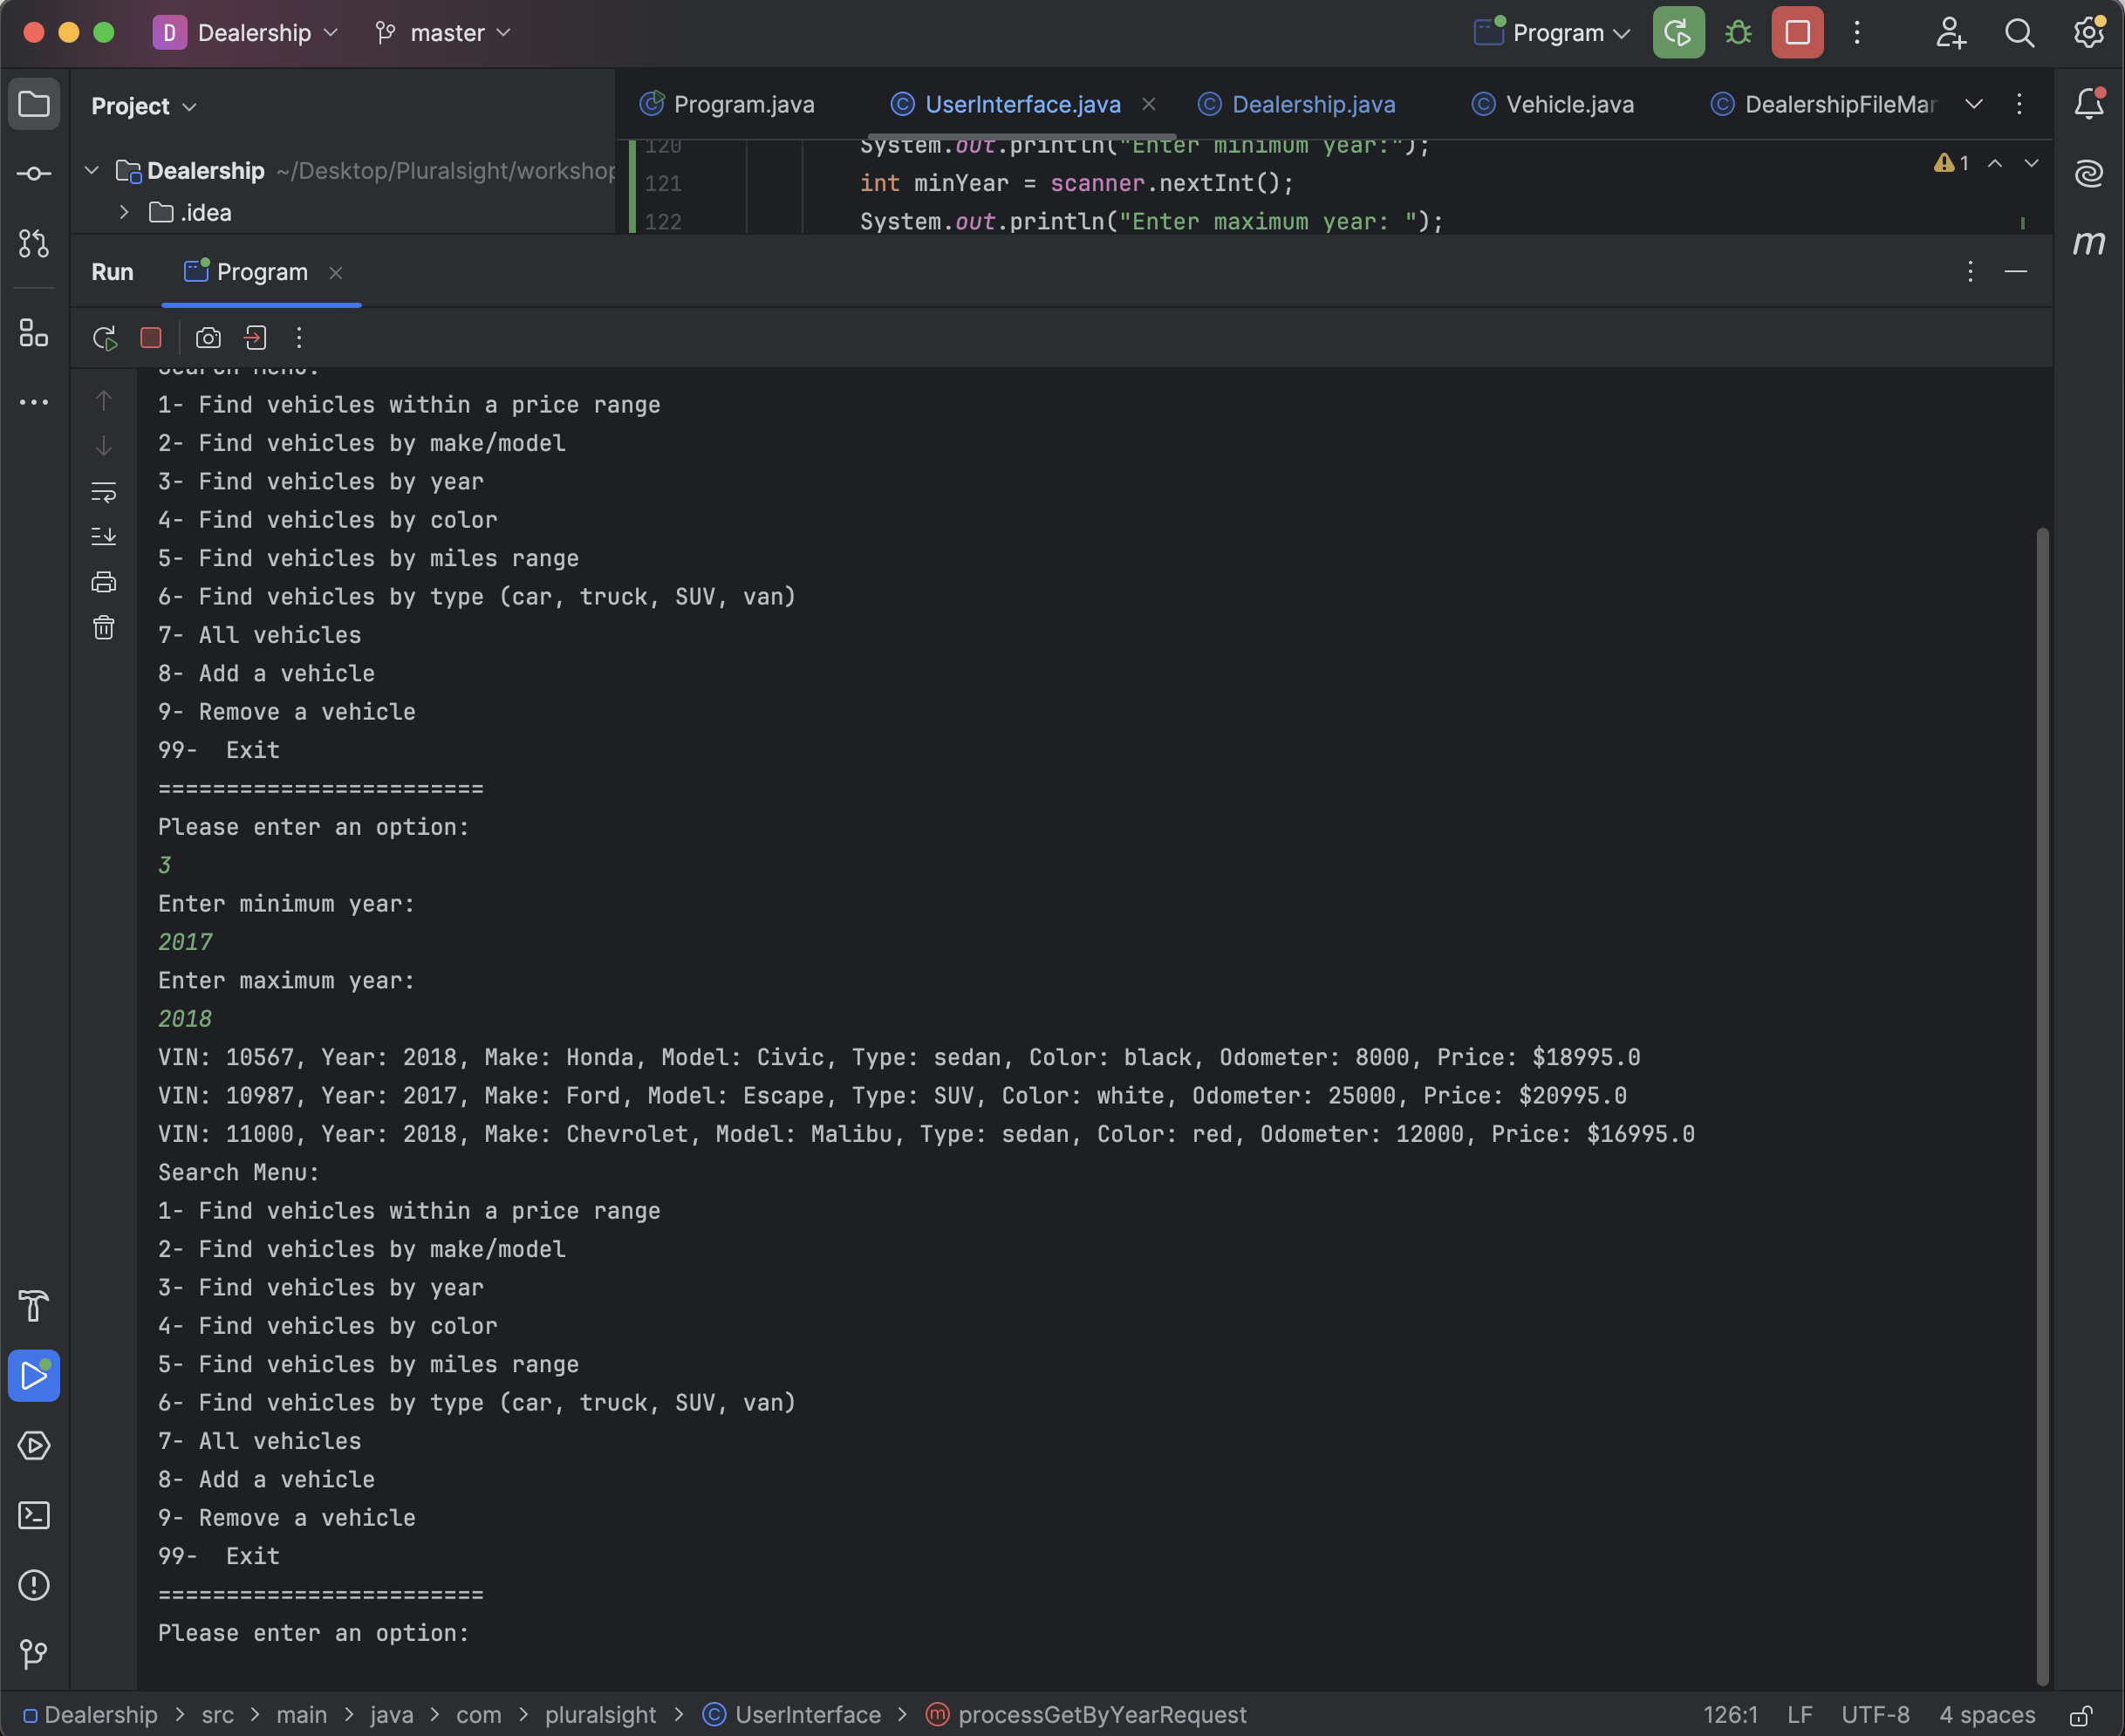 D Dealership master Program
Project
Program.java UserInterface.java Dealership.java Vehicle.java DealershipFileMar
Dealership ~/Desktop/Pluralsight/workshop
.idea
120 System.out.println("Enter minimum year:");
121 int minYear = scanner.nextInt();
122 System.out.println("Enter maximum year: ");
1
m
Run Program
Search Menu:
1- Find vehicles within a price range
2- Find vehicles by make/model
3- Find vehicles by year
4- Find vehicles by color
5- Find vehicles by miles range
6- Find vehicles by type (car, truck, SUV, van)
7- All vehicles
8- Add a vehicle
9- Remove a vehicle
99-  Exit
========================
Please enter an option:
3
Enter minimum year:
2017
Enter maximum year:
2018
VIN: 10567, Year: 2018, Make: Honda, Model: Civic, Type: sedan, Color: black, Odometer: 8000, Price: $18995.0
VIN: 10987, Year: 2017, Make: Ford, Model: Escape, Type: SUV, Color: white, Odometer: 25000, Price: $20995.0
VIN: 11000, Year: 2018, Make: Chevrolet, Model: Malibu, Type: sedan, Color: red, Odometer: 12000, Price: $16995.0
Search Menu:
1- Find vehicles within a price range
2- Find vehicles by make/model
3- Find vehicles by year
4- Find vehicles by color
5- Find vehicles by miles range
6- Find vehicles by type (car, truck, SUV, van)
7- All vehicles
8- Add a vehicle
9- Remove a vehicle
99-  Exit
========================
Please enter an option:
Dealership > src > main > java > com > pluralsight > UserInterface > processGetByYearRequest 126:1 LF UTF-8 4 spaces